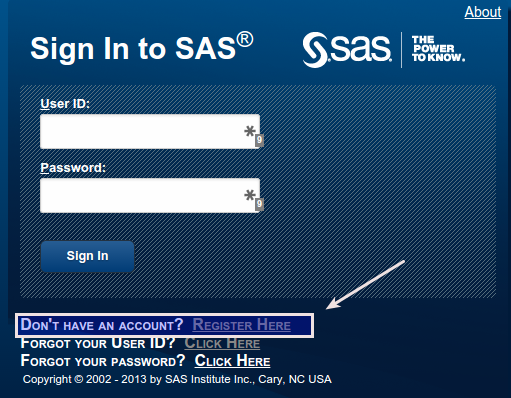 About
Sign In to SAS®
sas. THE
POWER
TO KNOW.
User ID:
9
Password:
9
Sign In
Don't have an account? Register Here
Forgot your User ID? Click Here
Forgot your password? Click Here
Copyright © 2002 - 2013 by SAS Institute Inc., Cary, NC USA